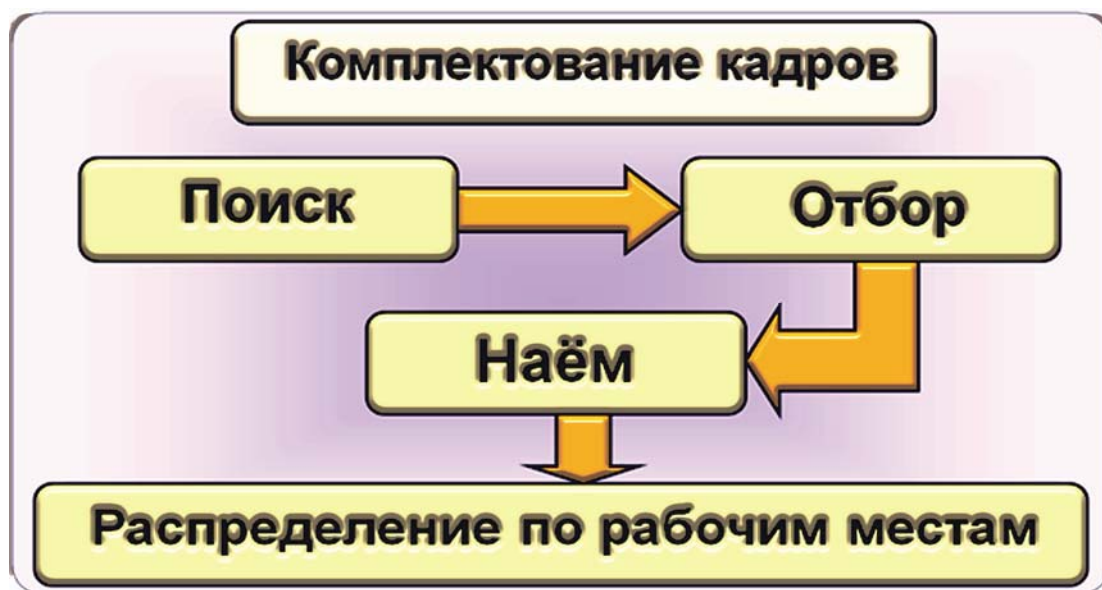 Комплектование кадров
Поиск
Отбор
Наём
Распределение по рабочим местам